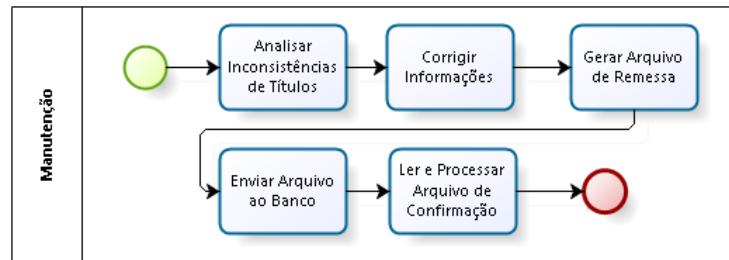 Manutenção
Analisar
Inconsistências
de Títulos
Corrigir
Informações
Gerar Arquivo
de Remessa
Enviar Arquivo
ao Banco
Ler e Processar
Arquivo de
Confirmação